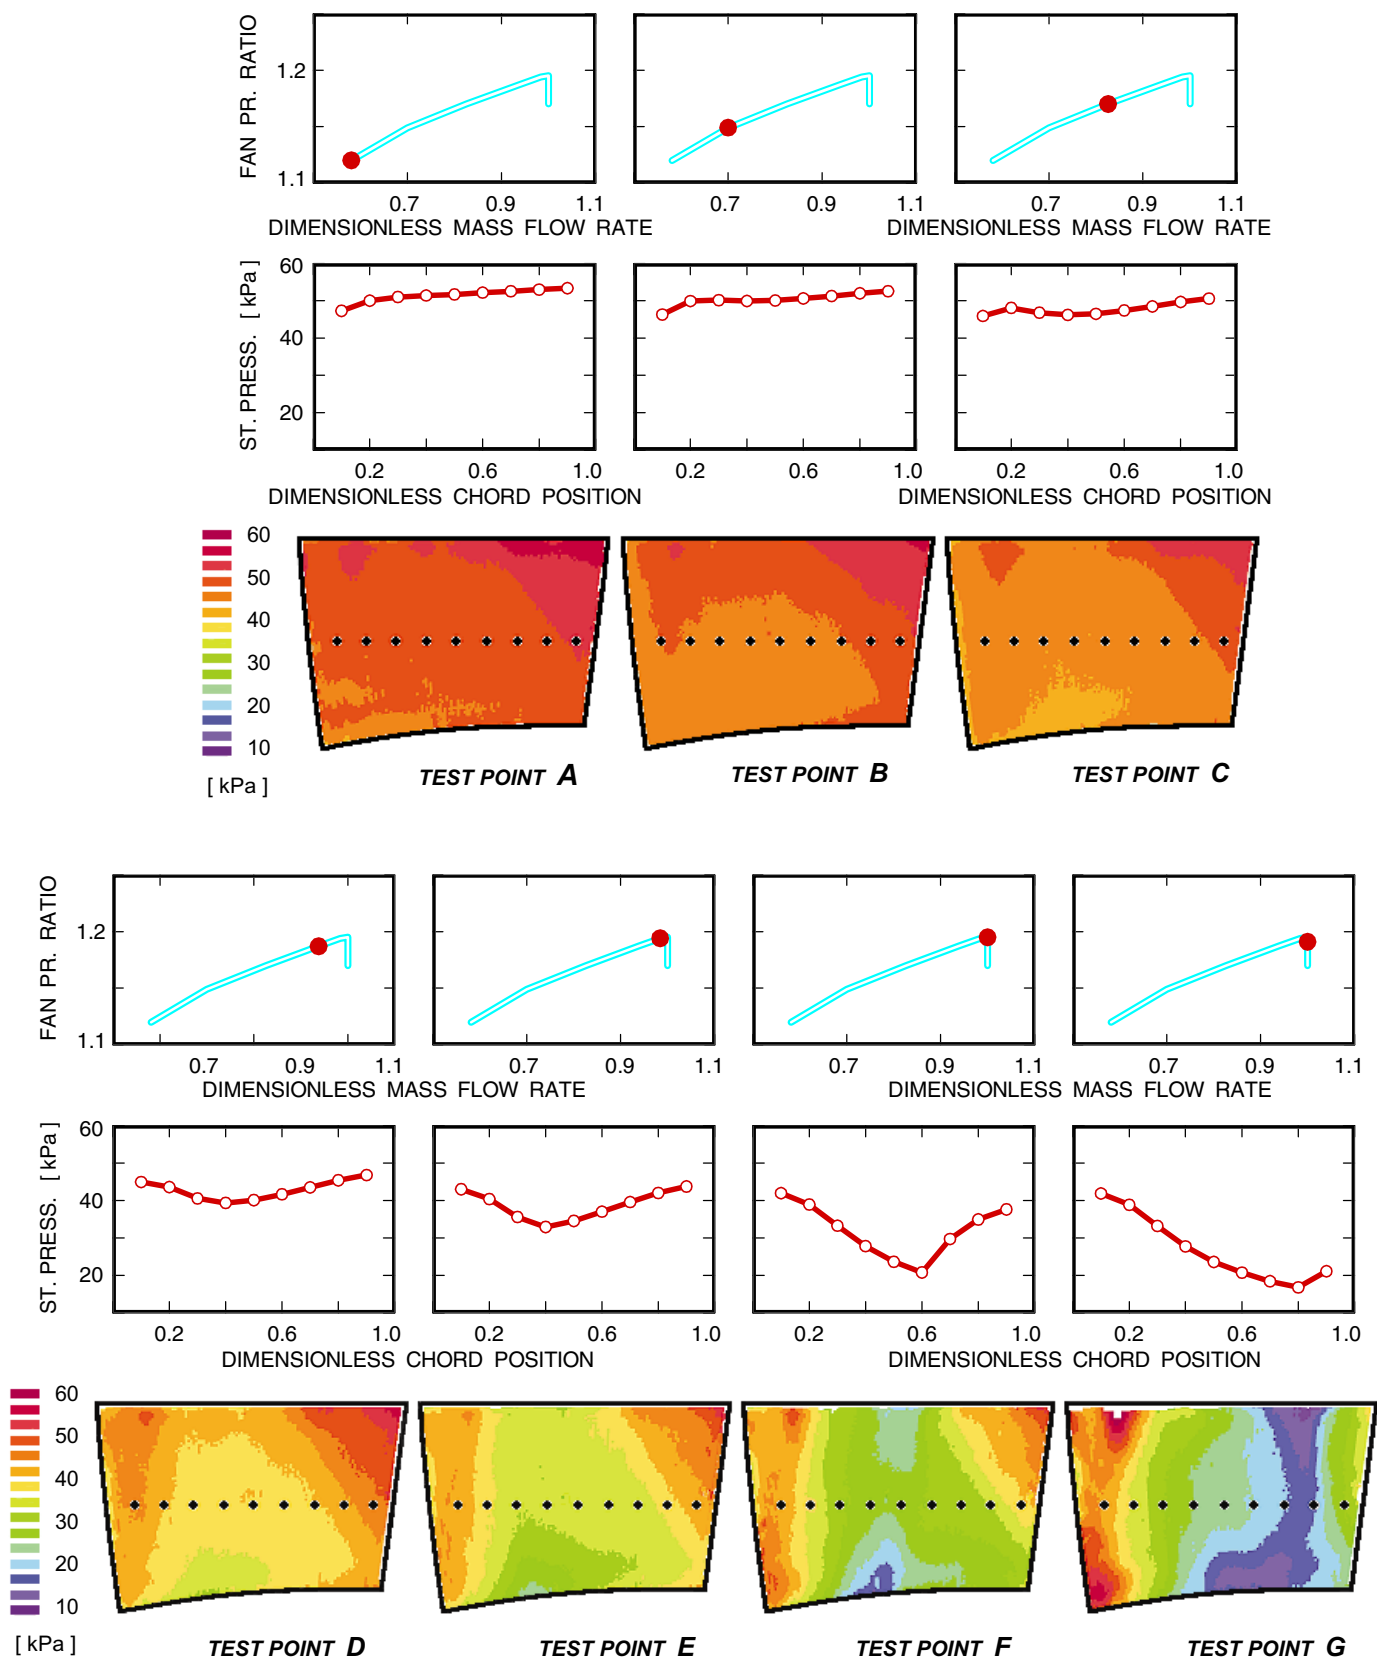 FAN PR. RATIO
1.2
1.1
0.7 0.9 1.1
0.7 0.9 1.1
0.7 0.9 1.1
DIMENSIONLESS MASS FLOW RATE
DIMENSIONLESS MASS FLOW RATE
ST. PRESS. [ kPa ]
60
40
20
0.2 0.6 1.0
0.2 0.6 1.0
0.2 0.6 1.0
DIMENSIONLESS CHORD POSITION
DIMENSIONLESS CHORD POSITION
60
50
40
30
20
10
[ kPa ]
TEST POINT A
TEST POINT B
TEST POINT C
FAN PR. RATIO
1.2
1.1
0.7 0.9 1.1
0.7 0.9 1.1
0.7 0.9 1.1
0.7 0.9 1.1
DIMENSIONLESS MASS FLOW RATE
DIMENSIONLESS MASS FLOW RATE
ST. PRESS. [ kPa ]
60
40
20
0.2 0.6 1.0
0.2 0.6 1.0
0.2 0.6 1.0
0.2 0.6 1.0
DIMENSIONLESS CHORD POSITION
DIMENSIONLESS CHORD POSITION
60
50
40
30
20
10
[ kPa ]
TEST POINT D
TEST POINT E
TEST POINT F
TEST POINT G